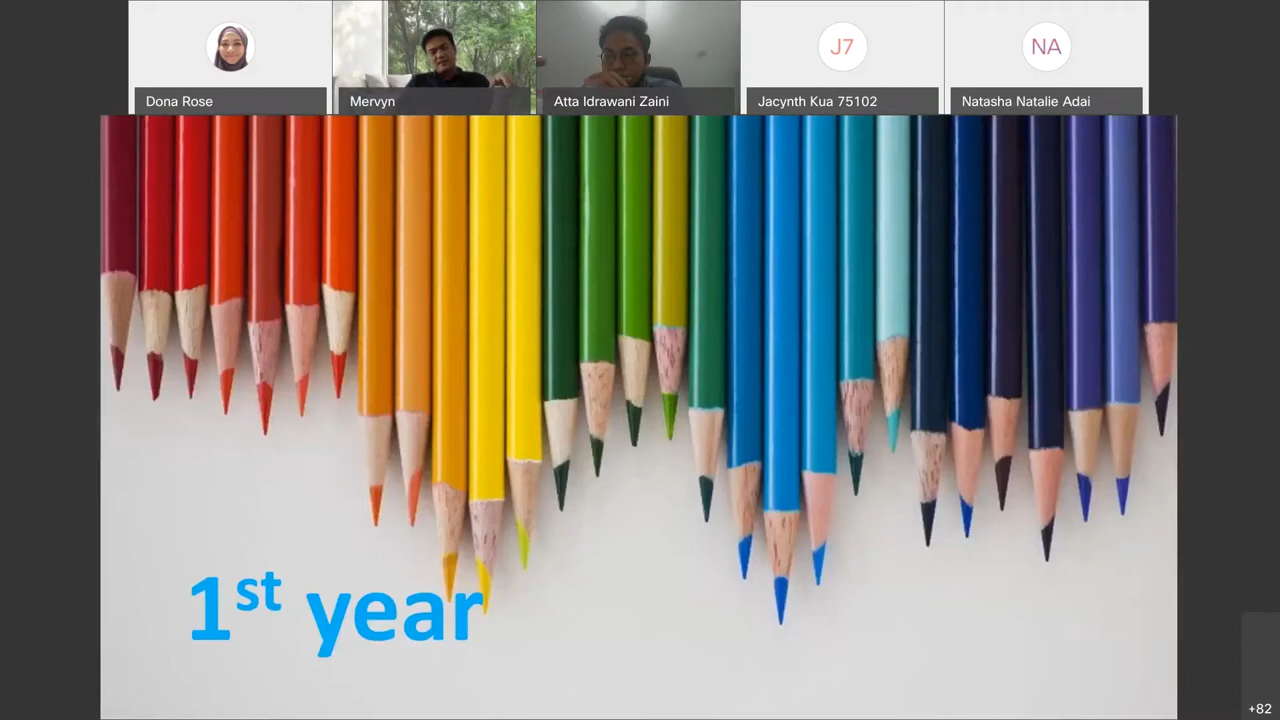 Dona Rose
Mervyn
Atta Idrawani Zaini
J7
Jacynth Kua 75102
NA
Natasha Natalie Adai
1st year
+82